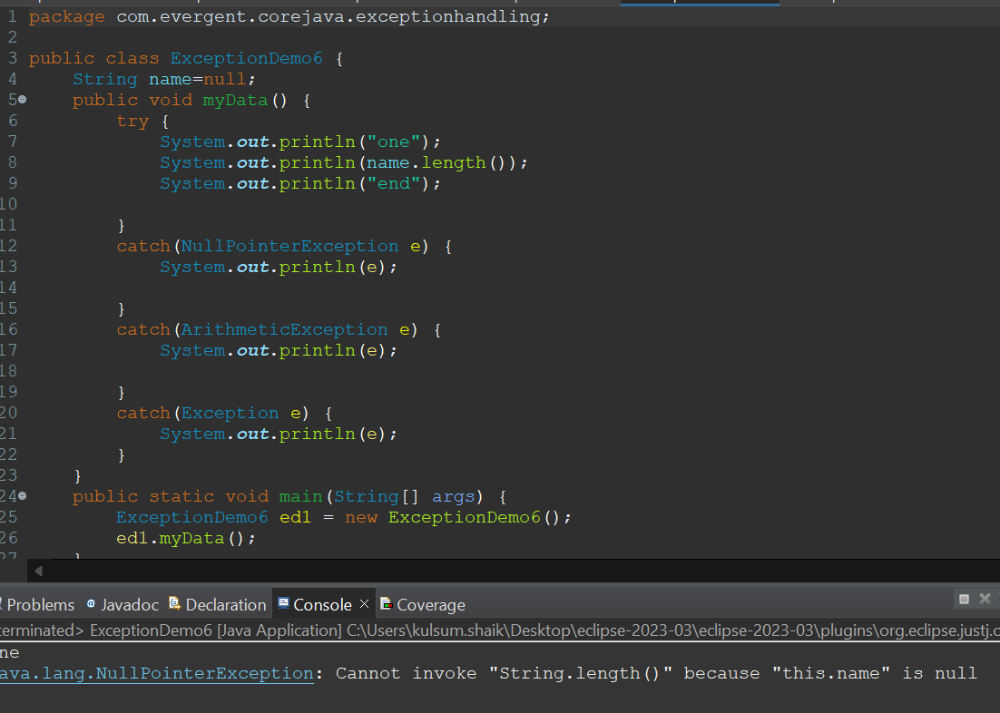 1 package com.evergent.corejava.exceptionhandling;
2
3 public class ExceptionDemo6 {
4     String name=null;
5     public void myData() {
6         try {
7             System.out.println("one");
8             System.out.println(name.length());
9             System.out.println("end");
10
11         }
12         catch(NullPointerException e) {
13             System.out.println(e);
14
15         }
16         catch(ArithmeticException e) {
17             System.out.println(e);
18
19         }
20         catch(Exception e) {
21             System.out.println(e);
22         }
23     }
24     public static void main(String[] args) {
25         ExceptionDemo6 ed1 = new ExceptionDemo6();
26         ed1.myData();
27     }
Problems @ Javadoc Declaration Console × Coverage
terminated> ExceptionDemo6 [Java Application] C:\Users\kulsum.shaik\Desktop\eclipse-2023-03\eclipse-2023-03\plugins\org.eclipse.justj.o
ne
ava.lang.NullPointerException: Cannot invoke "String.length()" because "this.name" is null